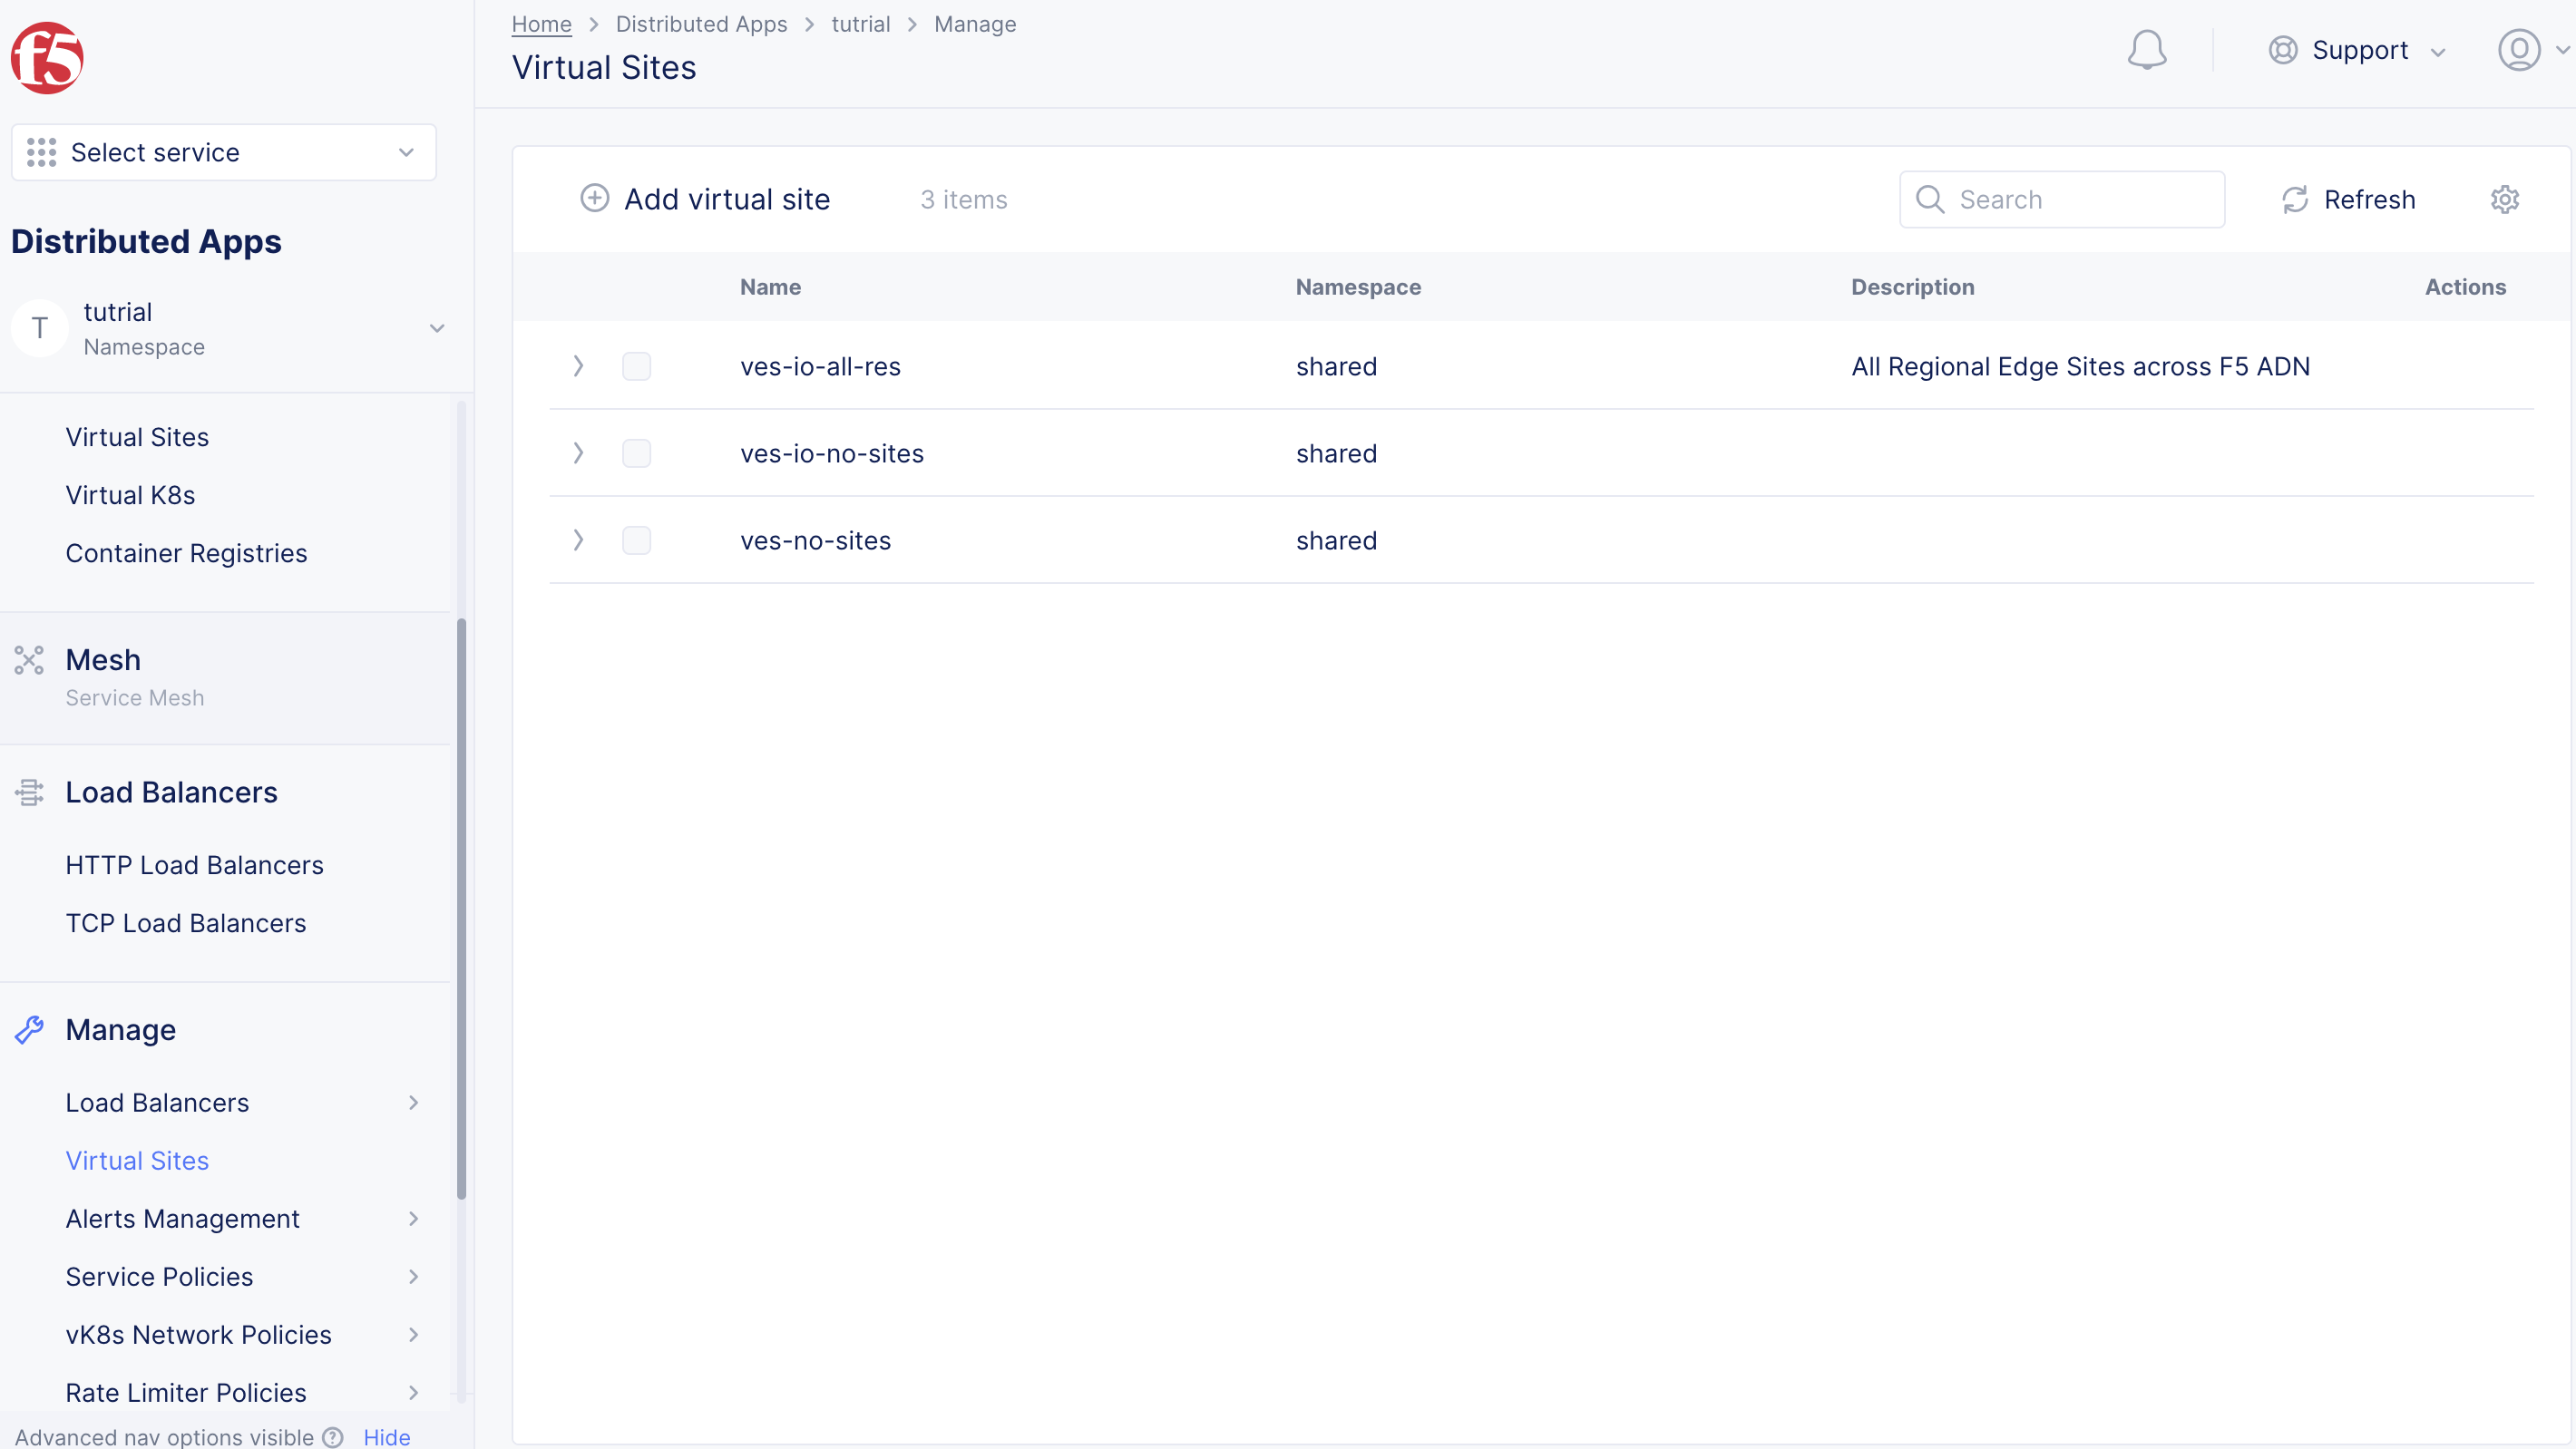 f5
Select service
Distributed Apps
T
tutrial
Namespace
Virtual Sites
Virtual K8s
Container Registries
Mesh
Service Mesh
Load Balancers
HTTP Load Balancers
TCP Load Balancers
Manage
Load Balancers
Virtual Sites
Alerts Management
Service Policies
vK8s Network Policies
Rate Limiter Policies
Advanced nav options visible ? Hide
Home > Distributed Apps > tutrial > Manage
Virtual Sites
Support
Add virtual site 3 items Search Refresh
Name Namespace Description Actions
ves-io-all-res shared All Regional Edge Sites across F5 ADN
ves-io-no-sites shared
ves-no-sites shared